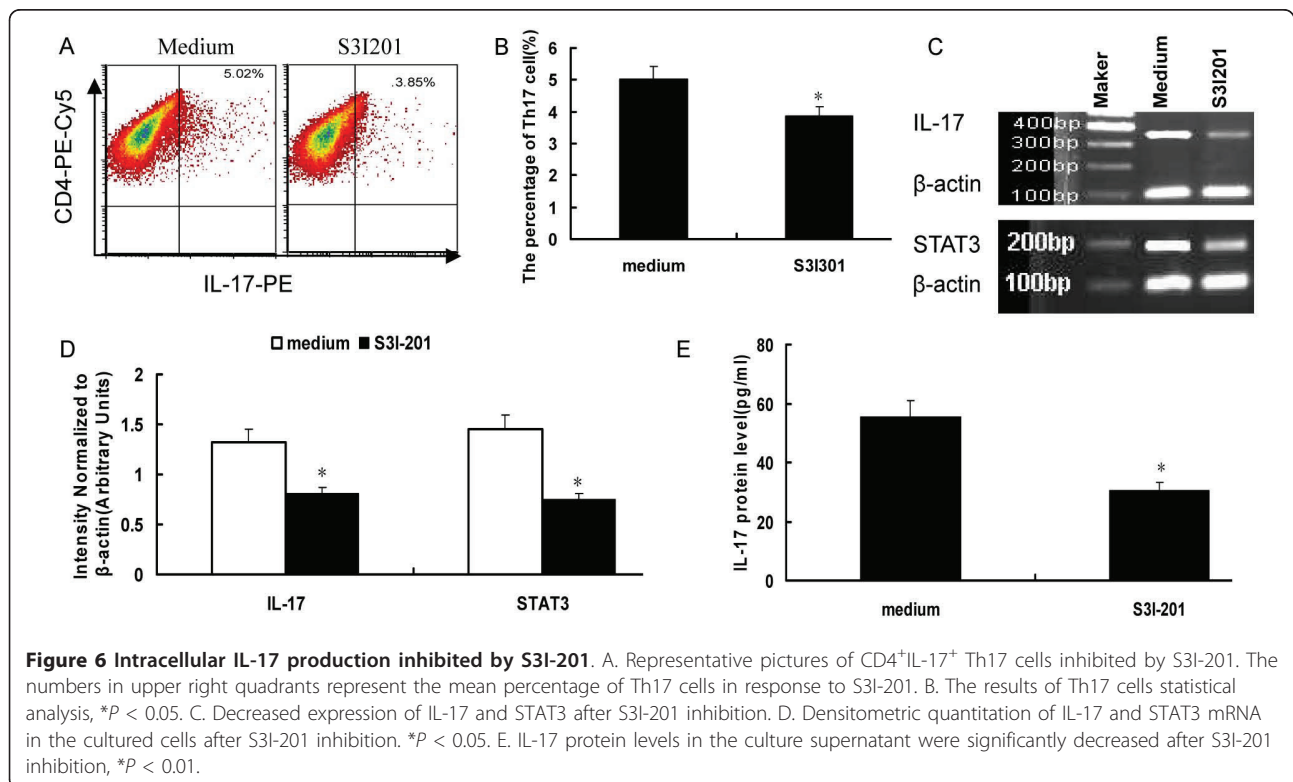 A
Medium
S3I201
5.02%
3.85%
CD4-PE-Cy5
IL-17-PE
B
The percentage of Th17 cell(%)
6
5
4
3
2
1
0
*
medium
S3I301
C
Maker
Medium
S3I201
IL-17
400bp
300bp
200bp
β-actin
100bp
STAT3
200bp
β-actin
100bp
D
medium
S3I-201
Intensity Normalized to
β-actin(Arbitrary Units)
2
1.5
1
0.5
0
*
*
IL-17
STAT3
E
IL-17 protein level(pg/ml)
80
60
40
20
0
*
medium
S3I-201
Figure 6 Intracellular IL-17 production inhibited by S3I-201. A. Representative pictures of CD4⁺IL-17⁺ Th17 cells inhibited by S3I-201. The
numbers in upper right quadrants represent the mean percentage of Th17 cells in response to S3I-201. B. The results of Th17 cells statistical
analysis, *P < 0.05. C. Decreased expression of IL-17 and STAT3 after S3I-201 inhibition. D. Densitometric quantitation of IL-17 and STAT3 mRNA
in the cultured cells after S3I-201 inhibition. *P < 0.05. E. IL-17 protein levels in the culture supernatant were significantly decreased after S3I-201
inhibition, *P < 0.01.